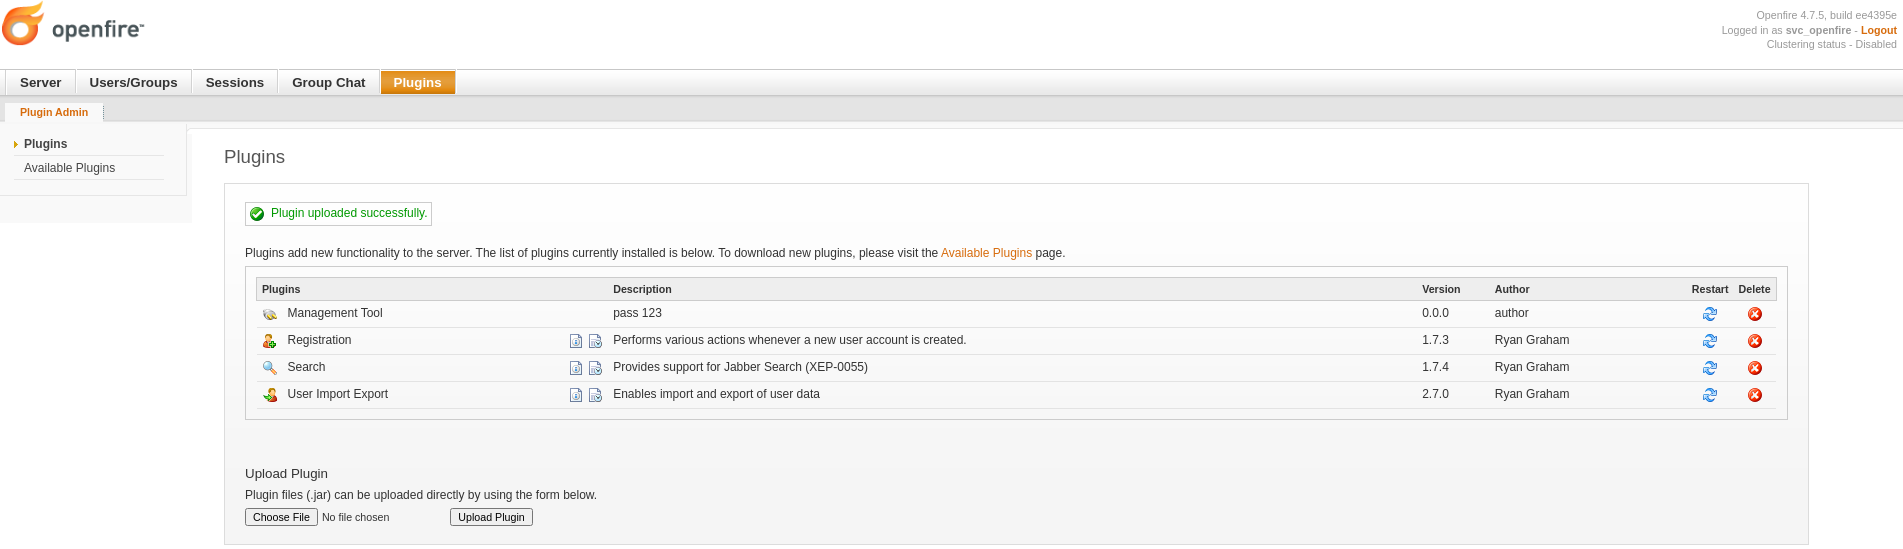 openfire™
Openfire 4.7.5, build ee4395e
Logged in as svc_openfire - Logout
Clustering status - Disabled
Server Users/Groups Sessions Group Chat Plugins
Plugin Admin
Plugins
Available Plugins
Plugins
Plugin uploaded successfully.
Plugins add new functionality to the server. The list of plugins currently installed is below. To download new plugins, please visit the Available Plugins page.
Plugins Description Version Author Restart Delete
Management Tool pass 123 0.0.0 author
Registration Performs various actions whenever a new user account is created. 1.7.3 Ryan Graham
Search Provides support for Jabber Search (XEP-0055) 1.7.4 Ryan Graham
User Import Export Enables import and export of user data 2.7.0 Ryan Graham
Upload Plugin
Plugin files (.jar) can be uploaded directly by using the form below.
Choose File No file chosen Upload Plugin